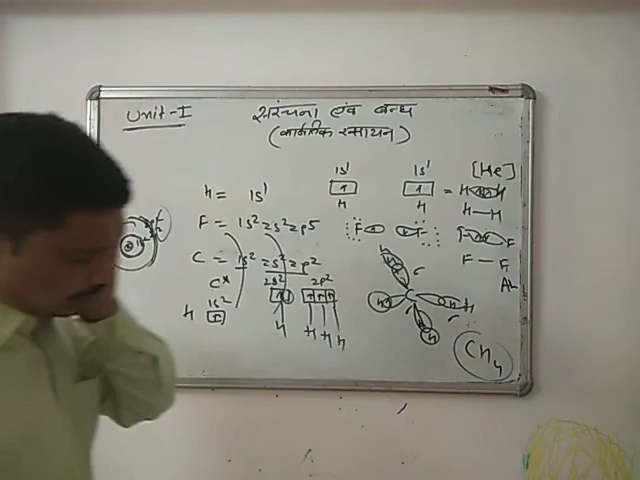 Unit-I
संरचना एवं बन्ध
(कार्बनिक रसायन)
H = 1s¹
F = 1s² 2s² 2p5
C = 1s² 2s² 2p²
C*
2s² 2p²
H 1s²
H H H H
1s¹ 1s¹
H H
[He]
= H H
H—H
F F
F
F — F
C
H H H H
CH₄